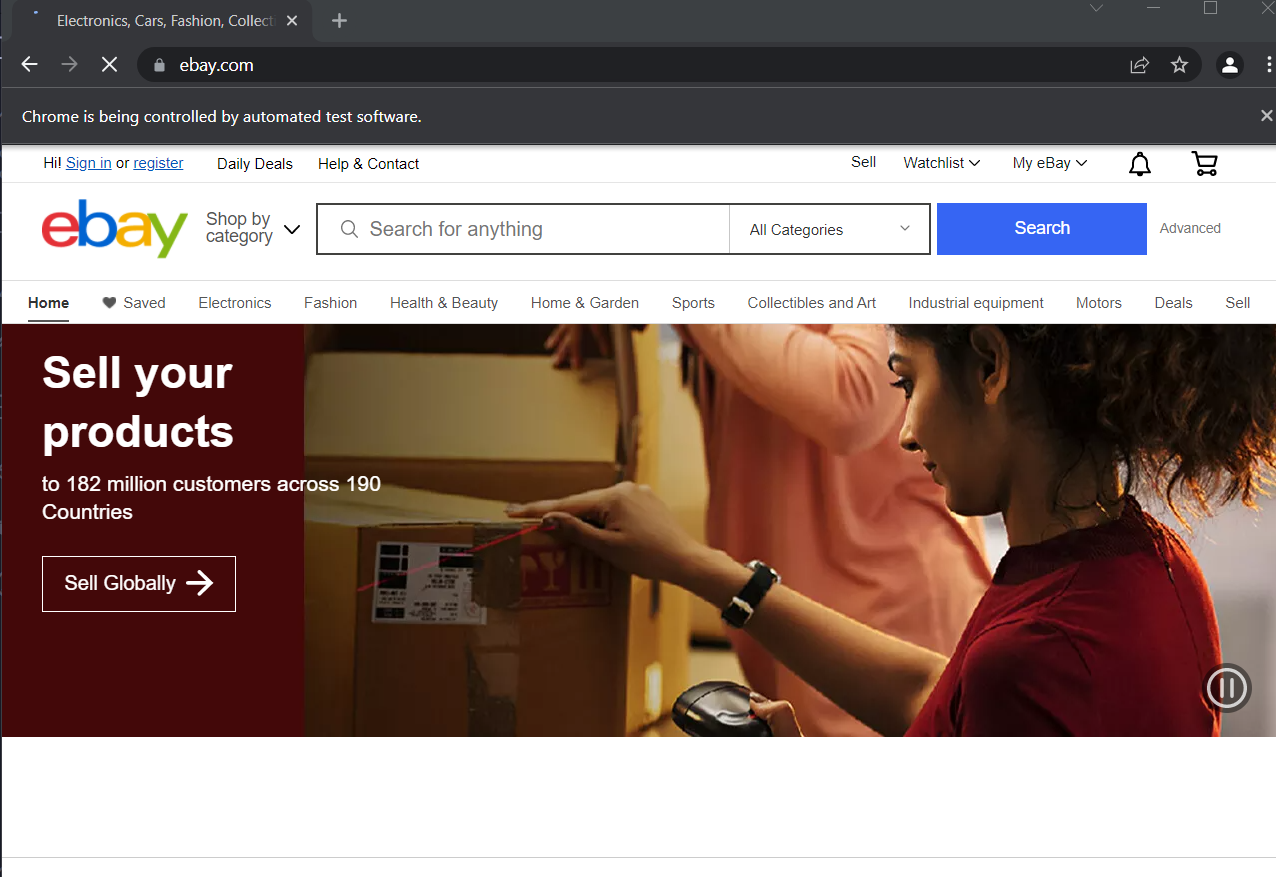 Electronics, Cars, Fashion, Collecti
ebay.com
Chrome is being controlled by automated test software.
Hi! Sign in or register Daily Deals Help & Contact Sell Watchlist My eBay
ebay
Shop by
category
Search for anything All Categories Search Advanced
Home Saved Electronics Fashion Health & Beauty Home & Garden Sports Collectibles and Art Industrial equipment Motors Deals Sell
Sell your
products
to 182 million customers across 190
Countries
Sell Globally